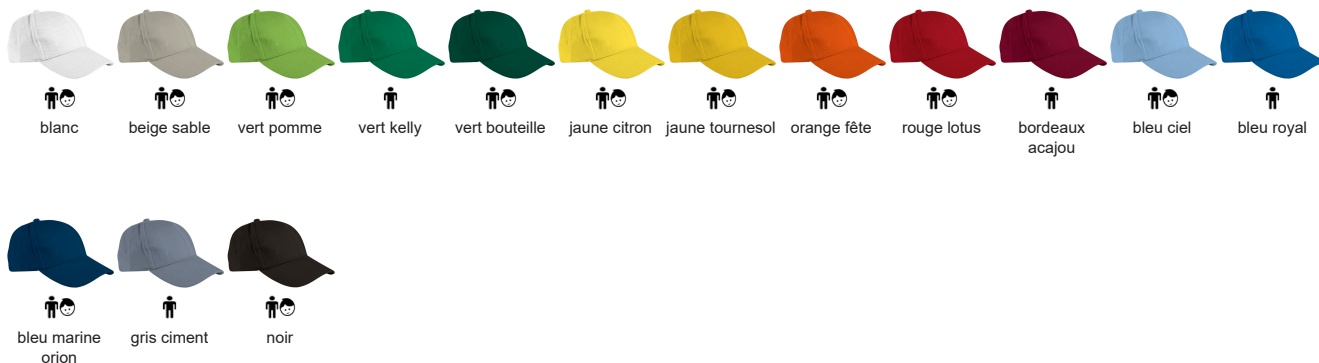 blanc
beige sable
vert pomme
vert kelly
vert bouteille
jaune citron
jaune tournesol
orange fête
rouge lotus
bordeaux
acajou
bleu ciel
bleu royal
bleu marine
orion
gris ciment
noir